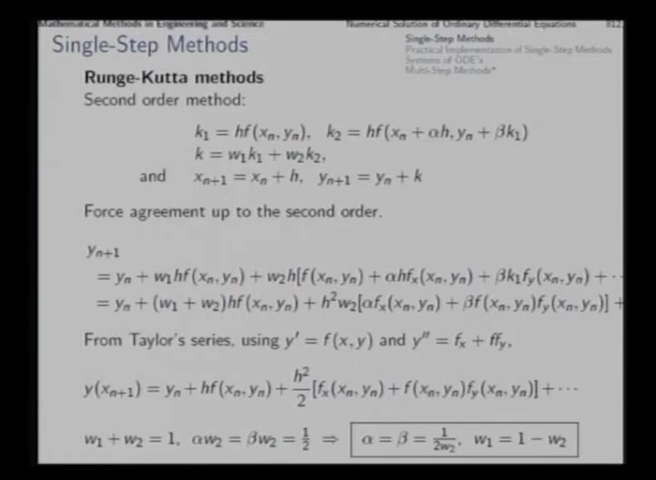 Mathematical Methods in Engineering and Science
Numerical Solution of Ordinary Differential Equations
812
Single-Step Methods
Single-Step Methods
Practical Implementation of Single-Step Methods
Systems of ODE's
Multi-Step Methods*
Runge-Kutta methods
Second order method:
k₁ = hf(xₙ, yₙ), k₂ = hf(xₙ + αh, yₙ + βk₁)
k = w₁k₁ + w₂k₂,
and xₙ₊₁ = xₙ + h, yₙ₊₁ = yₙ + k
Force agreement up to the second order.
yₙ₊₁
= yₙ + w₁hf(xₙ, yₙ) + w₂h[f(xₙ, yₙ) + αhfₓ(xₙ, yₙ) + βk₁f_y(xₙ, yₙ) + ··
= yₙ + (w₁ + w₂)hf(xₙ, yₙ) + h²w₂[αfₓ(xₙ, yₙ) + βf(xₙ, yₙ)f_y(xₙ, yₙ)] +
From Taylor's series, using y′ = f(x, y) and y″ = fₓ + ff_y,
y(xₙ₊₁) = yₙ + hf(xₙ, yₙ) + h²/2 [fₓ(xₙ, yₙ) + f(xₙ, yₙ)f_y(xₙ, yₙ)] + ···
w₁ + w₂ = 1, αw₂ = βw₂ = 1/2 ⇒ α = β = 1/2w₂, w₁ = 1 − w₂